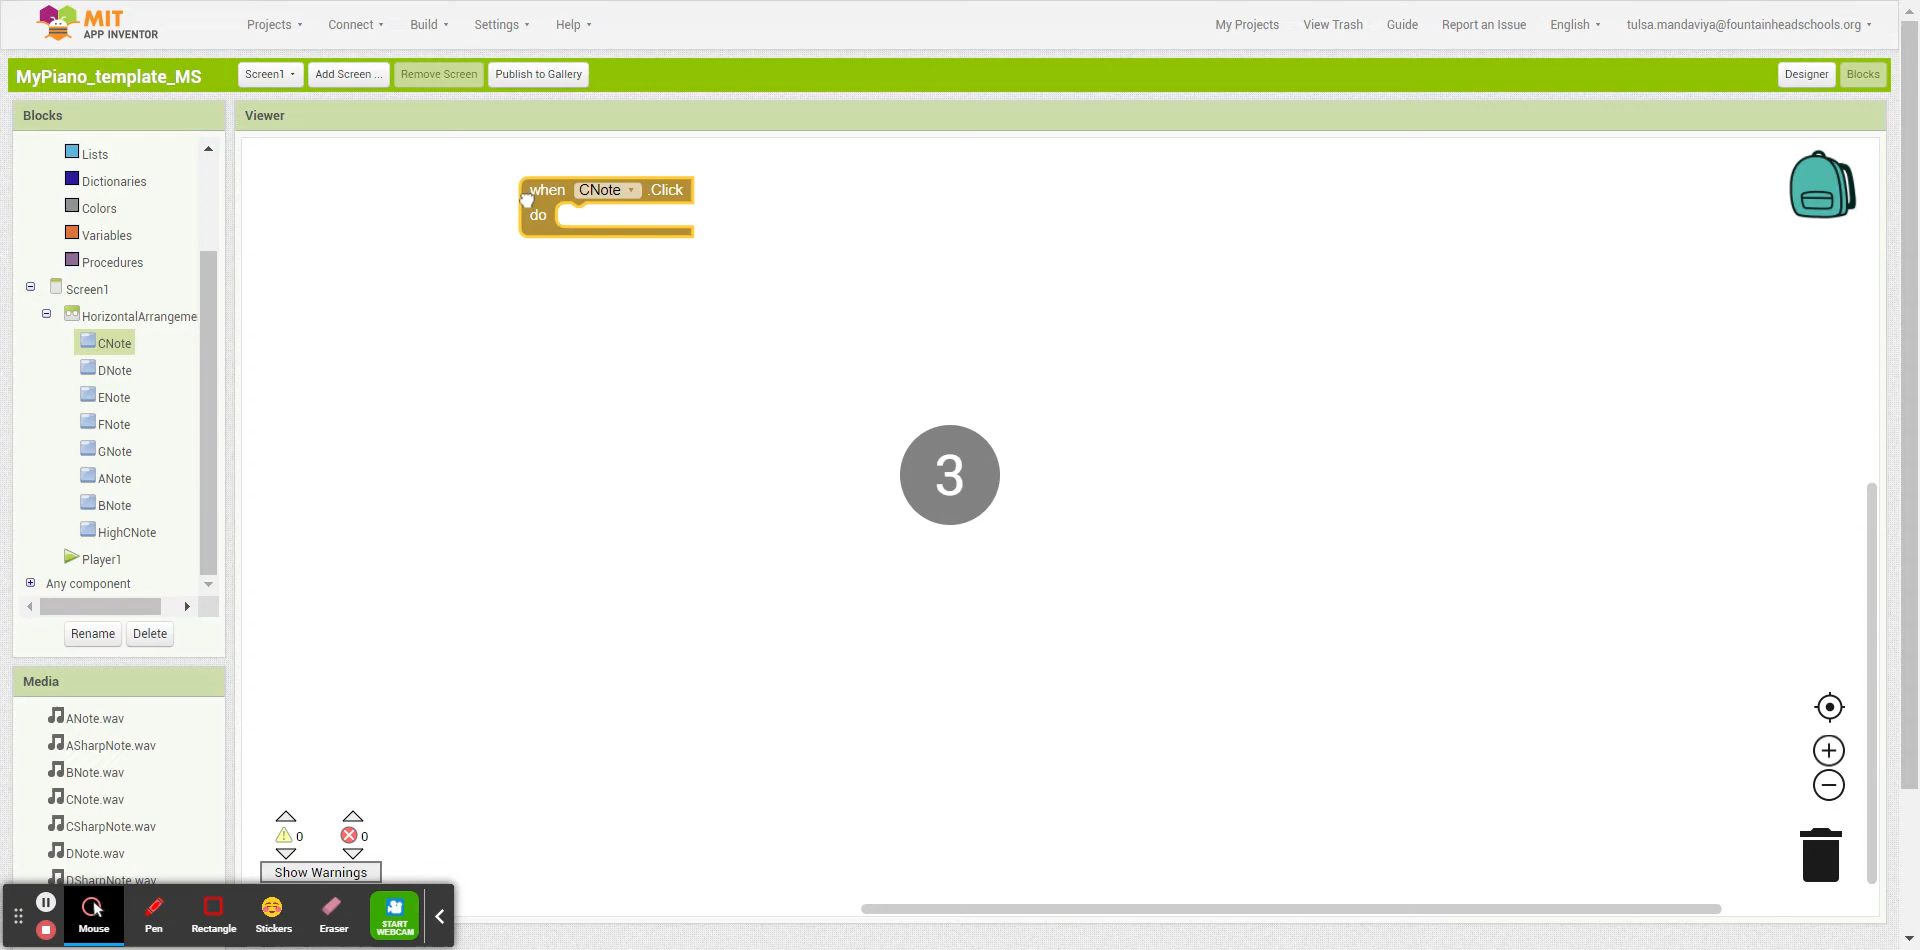 MIT
APP INVENTOR
Projects
Connect
Build
Settings
Help
My Projects
View Trash
Guide
Report an Issue
English
tulsa.mandaviya@fountainheadschools.org
MyPiano_template_MS
Screen1
Add Screen ...
Remove Screen
Publish to Gallery
Designer
Blocks
Blocks
Viewer
Lists
Dictionaries
Colors
Variables
Procedures
Screen1
HorizontalArrangeme
CNote
DNote
ENote
FNote
GNote
ANote
BNote
HighCNote
Player1
Any component
Rename
Delete
when CNote .Click
do
3
Media
ANote.wav
ASharpNote.wav
BNote.wav
CNote.wav
CSharpNote.wav
DNote.wav
DSharpNote.wav
0
0
Show Warnings
Mouse
Pen
Rectangle
Stickers
Eraser
START
WEBCAM